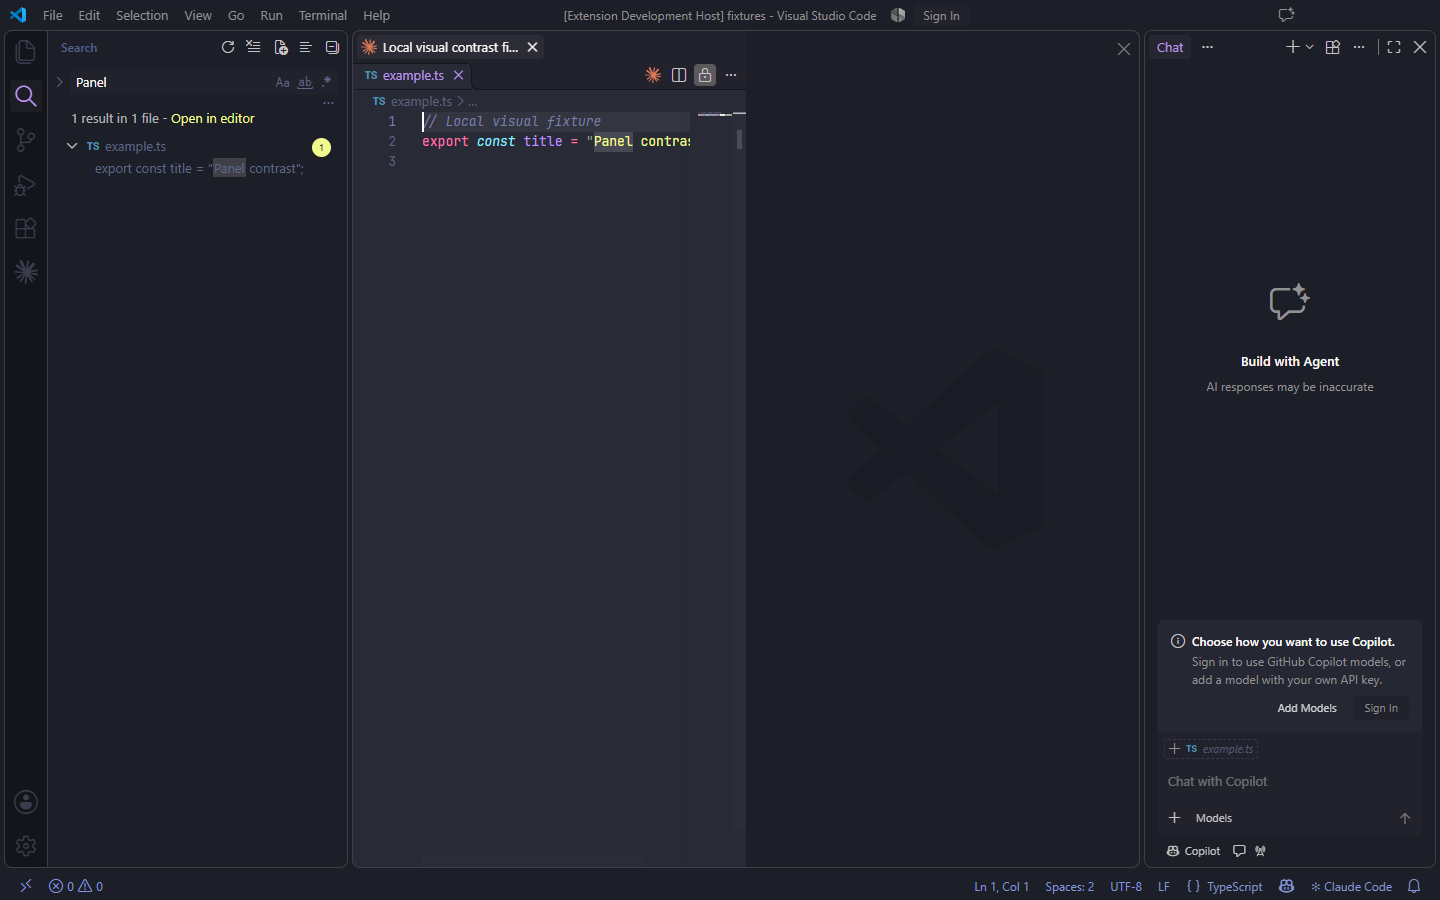 File Edit Selection View Go Run Terminal Help
[Extension Development Host] fixtures - Visual Studio Code
Sign In
Search
Panel
Aa ab .*
1 result in 1 file - Open in editor
TS example.ts
1
export const title = "Panel contrast";
Local visual contrast fi...
TS example.ts
TS example.ts > ...
1 // Local visual fixture
2 export const title = "Panel contras
3
Chat
Build with Agent
AI responses may be inaccurate
Choose how you want to use Copilot.
Sign in to use GitHub Copilot models, or
add a model with your own API key.
Add Models Sign In
TS example.ts
Chat with Copilot
Models
Copilot
0 0
Ln 1, Col 1 Spaces: 2 UTF-8 LF { } TypeScript Claude Code